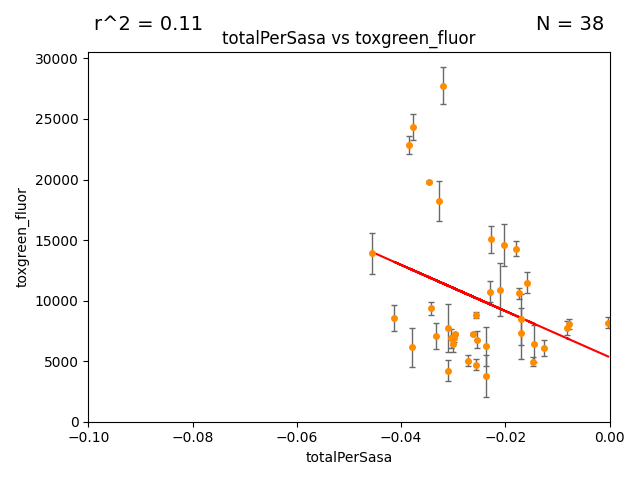 r^2 = 0.11
N = 38
totalPerSasa vs toxgreen_fluor
30000
25000
20000
15000
10000
5000
0
toxgreen_fluor
−0.10
−0.08
−0.06
−0.04
−0.02
0.00
totalPerSasa